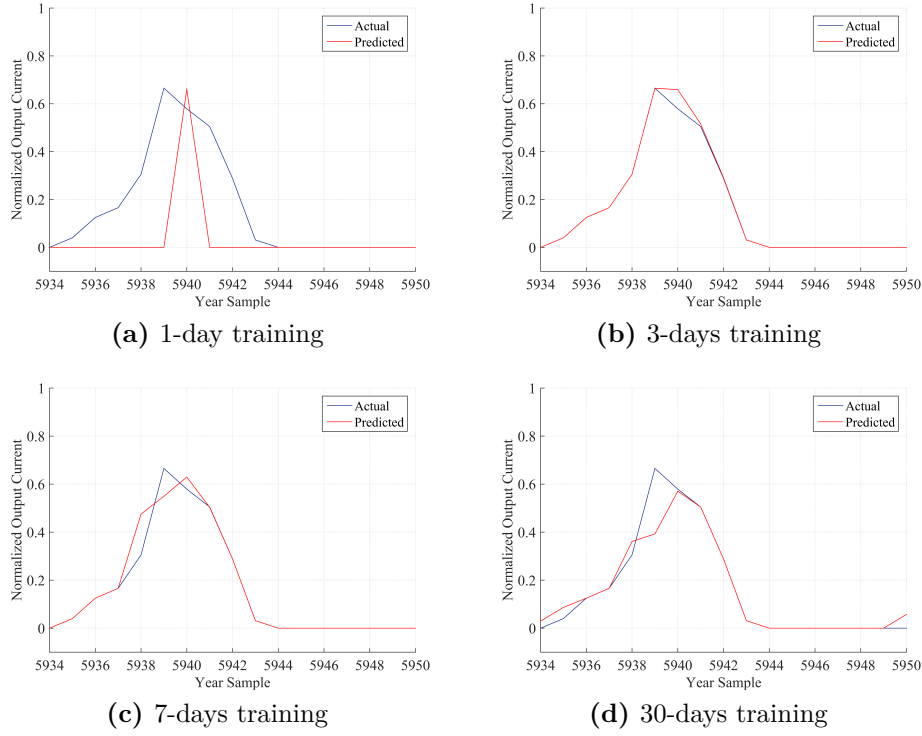 1
0.8
0.6
0.4
0.2
0
Normalized Output Current
Actual
Predicted
5934 5936 5938 5940 5942 5944 5946 5948 5950
Year Sample
(a) 1-day training
1
0.8
0.6
0.4
0.2
0
Normalized Output Current
Actual
Predicted
5934 5936 5938 5940 5942 5944 5946 5948 5950
Year Sample
(b) 3-days training
1
0.8
0.6
0.4
0.2
0
Normalized Output Current
Actual
Predicted
5934 5936 5938 5940 5942 5944 5946 5948 5950
Year Sample
(c) 7-days training
1
0.8
0.6
0.4
0.2
0
Normalized Output Current
Actual
Predicted
5934 5936 5938 5940 5942 5944 5946 5948 5950
Year Sample
(d) 30-days training